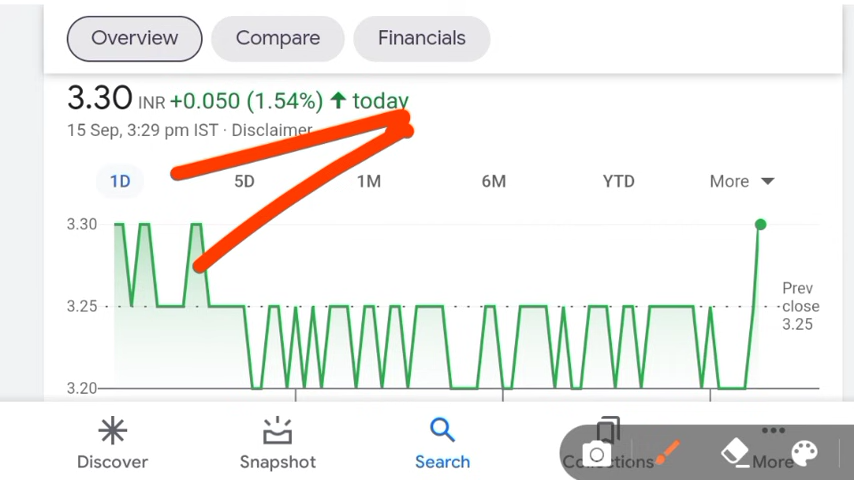 Overview Compare Financials
3.30 INR +0.050 (1.54%) ↑ today
15 Sep, 3:29 pm IST · Disclaimer
1D 5D 1M 6M YTD More
3.30
3.25
Prev
close
3.25
3.20
Discover Snapshot Search Collections More